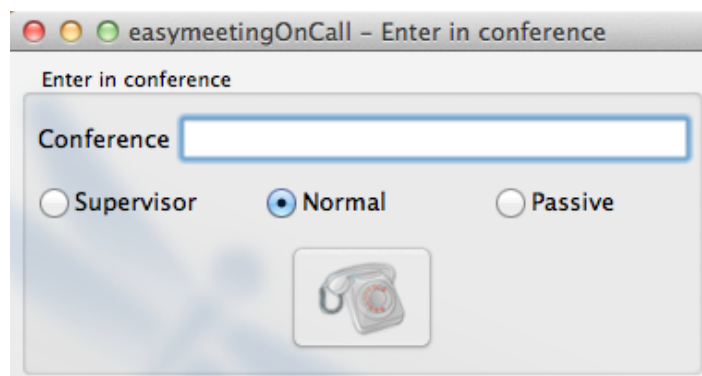 easymeetingOnCall – Enter in conference
Enter in conference
Conference
Supervisor Normal Passive